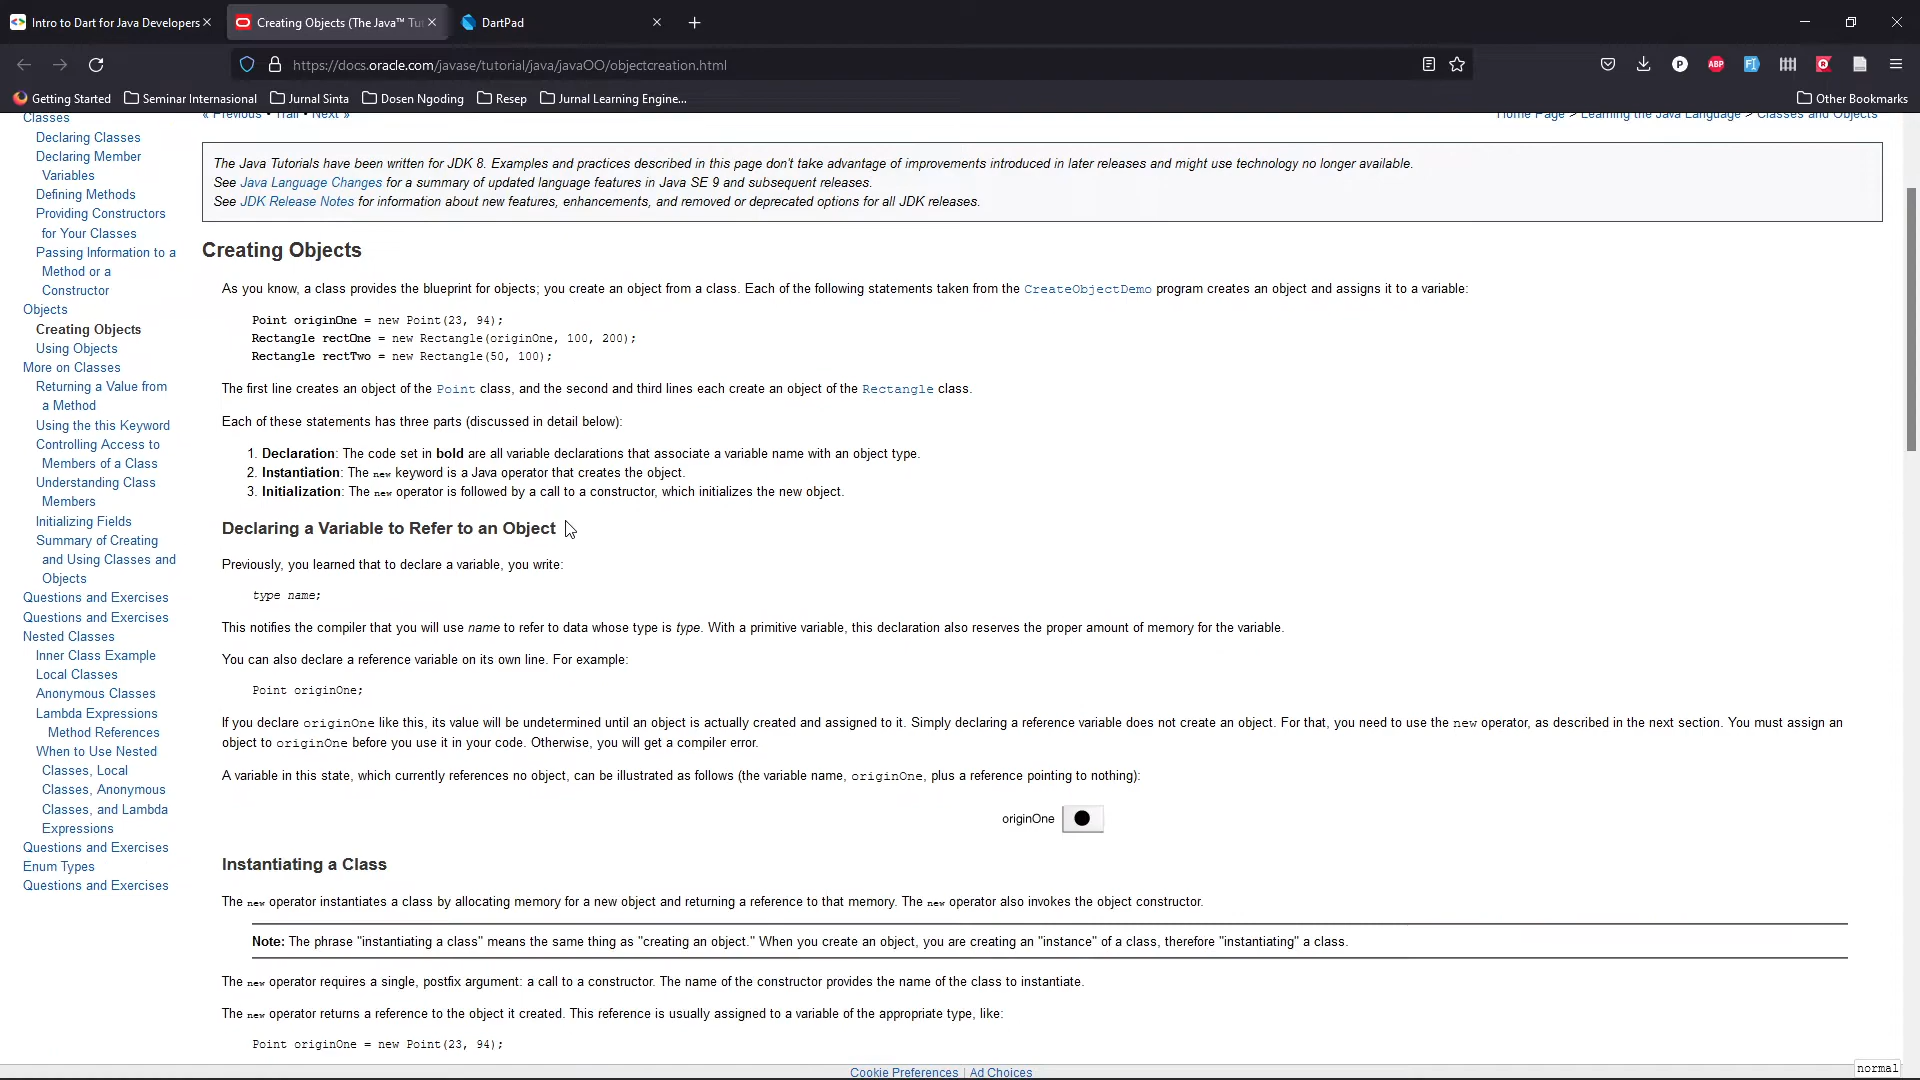 Intro to Dart for Java Developers
Creating Objects (The Java™ Tu
DartPad
https://docs.oracle.com/javase/tutorial/java/javaOO/objectcreation.html
Getting Started
Seminar Internasional
Jurnal Sinta
Dosen Ngoding
Resep
Jurnal Learning Engine...
Other Bookmarks
« Previous • Trail • Next »
Home Page > Learning the Java Language > Classes and Objects
Classes
Declaring Classes
Declaring Member
Variables
Defining Methods
Providing Constructors
for Your Classes
Passing Information to a
Method or a
Constructor
Objects
Creating Objects
Using Objects
More on Classes
Returning a Value from
a Method
Using the this Keyword
Controlling Access to
Members of a Class
Understanding Class
Members
Initializing Fields
Summary of Creating
and Using Classes and
Objects
Questions and Exercises
Questions and Exercises
Nested Classes
Inner Class Example
Local Classes
Anonymous Classes
Lambda Expressions
Method References
When to Use Nested
Classes, Local
Classes, Anonymous
Classes, and Lambda
Expressions
Questions and Exercises
Enum Types
Questions and Exercises
The Java Tutorials have been written for JDK 8. Examples and practices described in this page don't take advantage of improvements introduced in later releases and might use technology no longer available.
See Java Language Changes for a summary of updated language features in Java SE 9 and subsequent releases.
See JDK Release Notes for information about new features, enhancements, and removed or deprecated options for all JDK releases.
Creating Objects
As you know, a class provides the blueprint for objects; you create an object from a class. Each of the following statements taken from the CreateObjectDemo program creates an object and assigns it to a variable:
Point originOne = new Point(23, 94);
Rectangle rectOne = new Rectangle(originOne, 100, 200);
Rectangle rectTwo = new Rectangle(50, 100);
The first line creates an object of the Point class, and the second and third lines each create an object of the Rectangle class.
Each of these statements has three parts (discussed in detail below):
1. Declaration: The code set in bold are all variable declarations that associate a variable name with an object type.
2. Instantiation: The new keyword is a Java operator that creates the object.
3. Initialization: The new operator is followed by a call to a constructor, which initializes the new object.
Declaring a Variable to Refer to an Object
Previously, you learned that to declare a variable, you write:
type name;
This notifies the compiler that you will use name to refer to data whose type is type. With a primitive variable, this declaration also reserves the proper amount of memory for the variable.
You can also declare a reference variable on its own line. For example:
Point originOne;
If you declare originOne like this, its value will be undetermined until an object is actually created and assigned to it. Simply declaring a reference variable does not create an object. For that, you need to use the new operator, as described in the next section. You must assign an
object to originOne before you use it in your code. Otherwise, you will get a compiler error.
A variable in this state, which currently references no object, can be illustrated as follows (the variable name, originOne, plus a reference pointing to nothing):
originOne
Instantiating a Class
The new operator instantiates a class by allocating memory for a new object and returning a reference to that memory. The new operator also invokes the object constructor.
Note: The phrase "instantiating a class" means the same thing as "creating an object." When you create an object, you are creating an "instance" of a class, therefore "instantiating" a class.
The new operator requires a single, postfix argument: a call to a constructor. The name of the constructor provides the name of the class to instantiate.
The new operator returns a reference to the object it created. This reference is usually assigned to a variable of the appropriate type, like:
Point originOne = new Point(23, 94);
Cookie Preferences | Ad Choices
normal